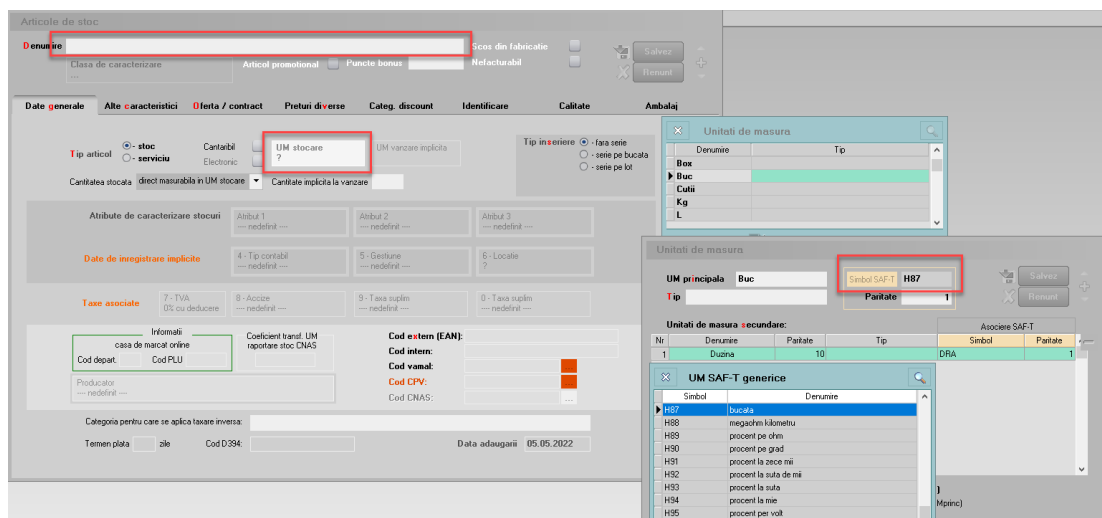 Articole de stoc
Denumire
Scos din fabricatie
Salvez
Clasa de caracterizare
---
Articol promotional
Puncte bonus
Nefacturabil
Renunt
Date generale
Alte caracteristici
Oferta / contract
Preturi diverse
Categ. discount
Identificare
Calitate
Ambalaj
Tip articol
- stoc
- serviciu
Cantaribil
Electronic
UM stocare
?
UM vanzare implicita
Tip inseriere
- fara serie
- serie pe bucata
- serie pe lot
Cantitatea stocata
direct masurabila in UM stocare
Cantitate implicita la vanzare
Atribute de caracterizare stocuri
Atribut 1
---- nedefinit ----
Atribut 2
---- nedefinit ----
Atribut 3
---- nedefinit ----
Date de inregistrare implicite
4 - Tip contabil
---- nedefinit ----
5 - Gestiune
---- nedefinit ----
6 - Locatie
?
Taxe asociate
7 - TVA
0% cu deducere
8 - Accize
---- nedefinit ----
9 - Taxa suplim
---- nedefinit ----
0 - Taxa suplim
---- nedefinit ----
Informatii
casa de marcat online
Cod depart.
Cod PLU
Coeficient transf. UM
raportare stoc CNAS
Cod extern (EAN):
Cod intern:
Cod vamal:
Cod CPV:
...
Cod CNAS:
...
Producator
---- nedefinit ----
Categoria pentru care se aplica taxare inversa:
Termen plata
zile
Cod D394:
Data adaugarii
05.05.2022
Unitati de masura
Denumire
Tip
Box
Buc
Cutii
Kg
L
Unitati de masura
UM principala
Buc
Simbol SAF-T
H87
Salvez
Tip
Paritate
1
Renunt
Unitati de masura secundare:
Asociere SAF-T
Nr
Denumire
Paritate
Tip
Simbol
Paritate
1
Duzina
10
DRA
1
UM SAF-T generice
Simbol
Denumire
H87
bucata
H88
megaohm kilometru
H89
procent pe ohm
H90
procent pe grad
H91
procent la zece mii
H92
procent la suta de mii
H93
procent la suta
H94
procent la mie
H95
procent per volt
)
Mprinc)